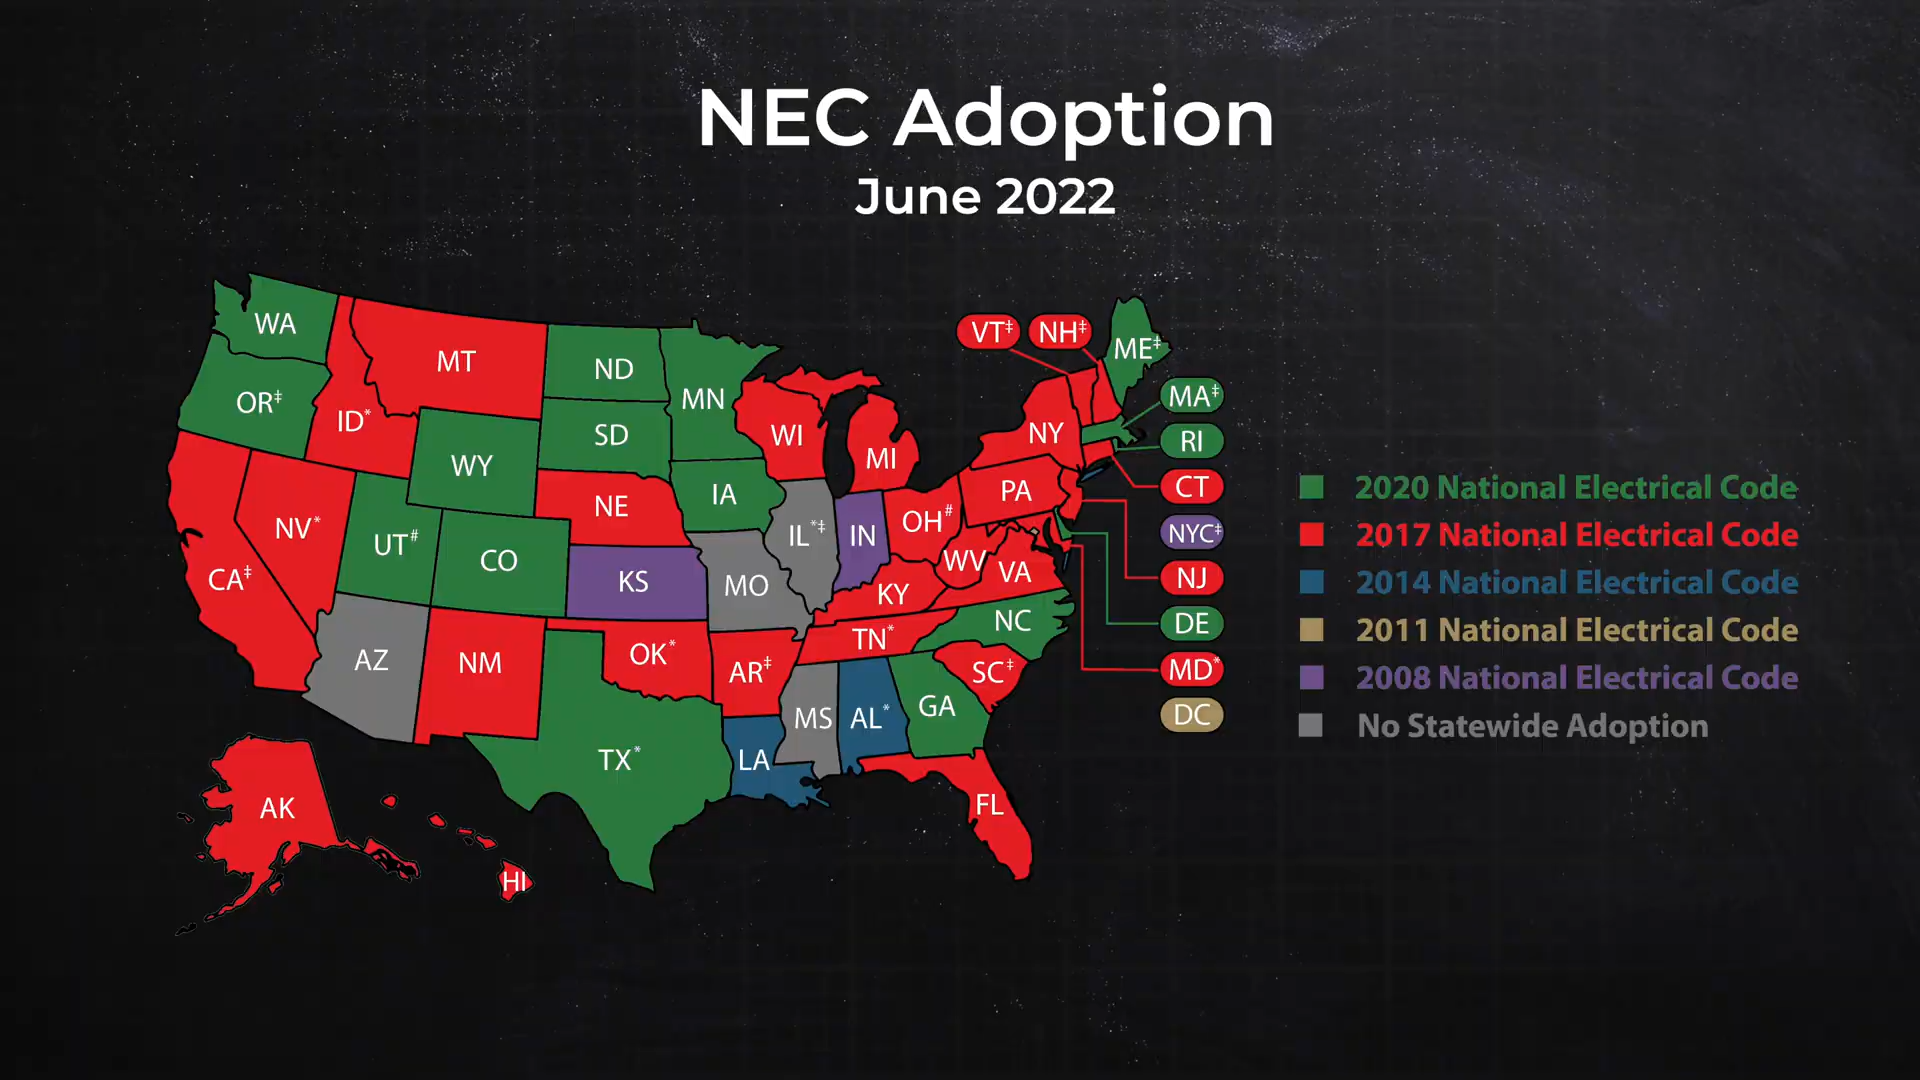 NEC Adoption
June 2022
WA
MT
ND
MN
VT‡
NH‡
ME‡
OR‡
ID*
SD
WI
MI
NY
MA‡
RI
WY
NE
IA
PA
CT
2020 National Electrical Code
NV*
UT#
CO
IL*‡
IN
OH#
NYC‡
2017 National Electrical Code
CA‡
KS
MO
WV
VA
KY
NJ
2014 National Electrical Code
NC
DE
2011 National Electrical Code
AZ
NM
OK*
AR‡
TN*
SC‡
MD*
2008 National Electrical Code
MS
AL*
GA
DC
No Statewide Adoption
TX*
LA
FL
AK
HI